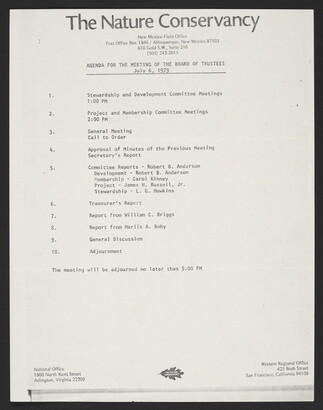 The Nature Conservancy
New Mexico Field Office
Post Office Box 1846 / Albuquerque, New Mexico 87103
610 Gold S.W., Suite
(505) 242-2015
AGENDA FOR THE MEETING OF THE BOARD OF TRUSTEES
July 6, 1979
1. Stewardship and Development Committee Meetings
1:00 PM
2. Project and Membership Committee Meetings
2:00 PM
3. General Meeting
Call to Order
4. Approval of Minutes of the Previous Meeting
Secretary's Report
5. Committee Reports - Robert B. Anderson
Development - Robert B. Anderson
Membership - Carol Kinney
Project - James H. Russell, Jr.
Stewardship - L. G. Hawkins
6. Treasurer's Report
7. Report from William C. Briggs
8. Report from Marlis A. Boby
9. General Discussion
10. Adjournment
The meeting will be adjourned no later than 5:00 PM
National Office
1800 North Kent Street
Arlington, Virginia 22209
Western Regional Office
425 Bush Street
San Francisco, California 94108